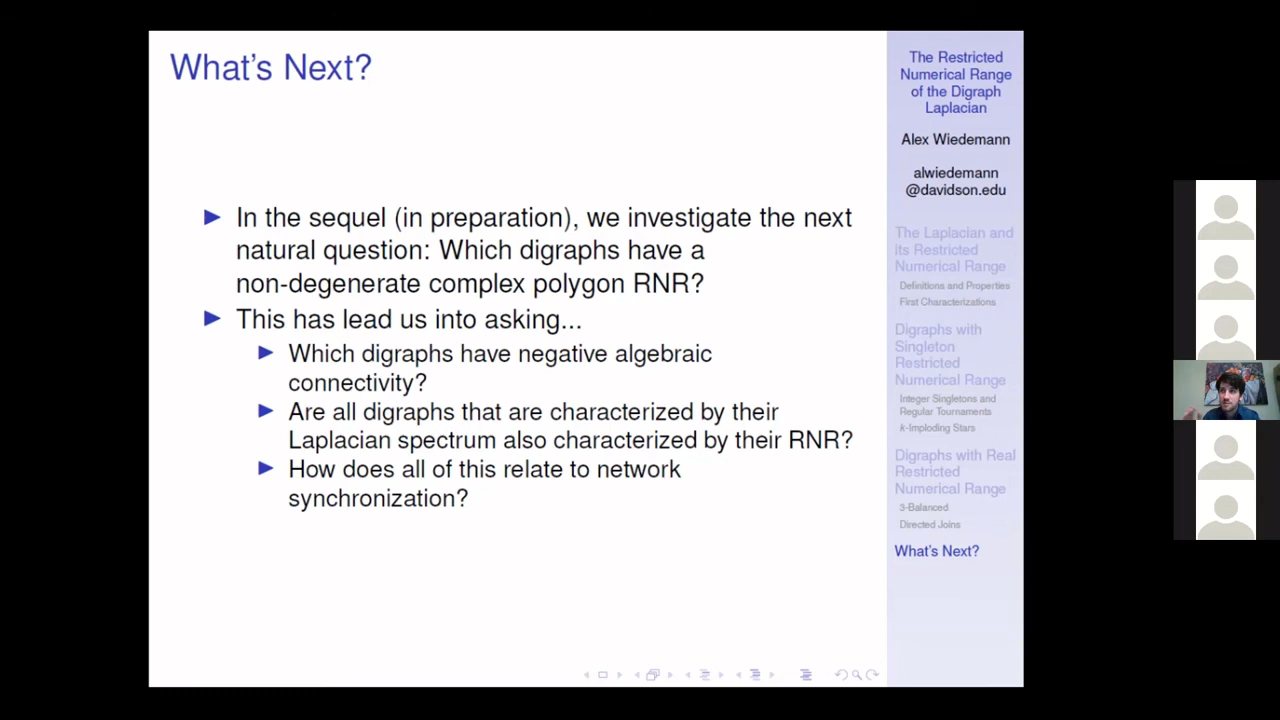 What's Next?
In the sequel (in preparation), we investigate the next
natural question: Which digraphs have a
non-degenerate complex polygon RNR?
This has lead us into asking...
Which digraphs have negative algebraic
connectivity?
Are all digraphs that are characterized by their
Laplacian spectrum also characterized by their RNR?
How does all of this relate to network
synchronization?
The Restricted
Numerical Range
of the Digraph
Laplacian
Alex Wiedemann
alwiedemann
@davidson.edu
The Laplacian and
Its Restricted
Numerical Range
Definitions and Properties
First Characterizations
Digraphs with
Singleton
Restricted
Numerical Range
Integer Singletons and
Regular Tournaments
k-Imploding Stars
Digraphs with Real
Restricted
Numerical Range
3-Balanced
Directed Joins
What's Next?